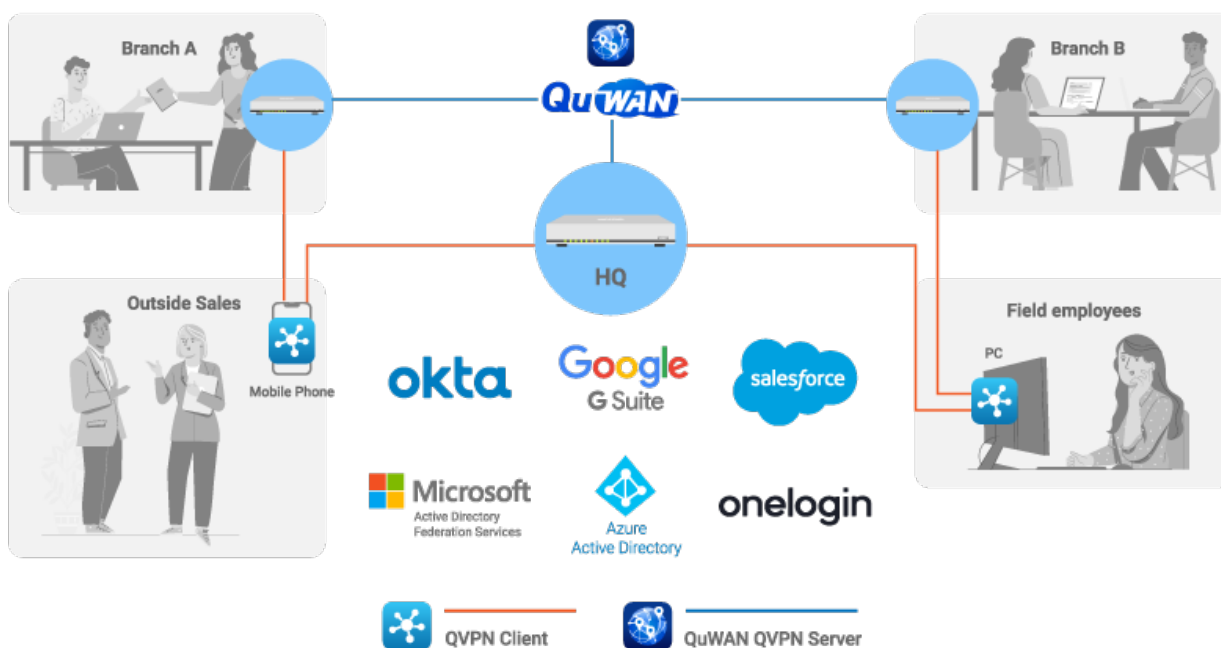 Branch A
QuWAN
Branch B
HQ
Outside Sales
Mobile Phone
Field employees
PC
okta
Google
G Suite
salesforce
Microsoft
Active Directory
Federation Services
Azure
Active Directory
onelogin
QVPN Client
QuWAN QVPN Server